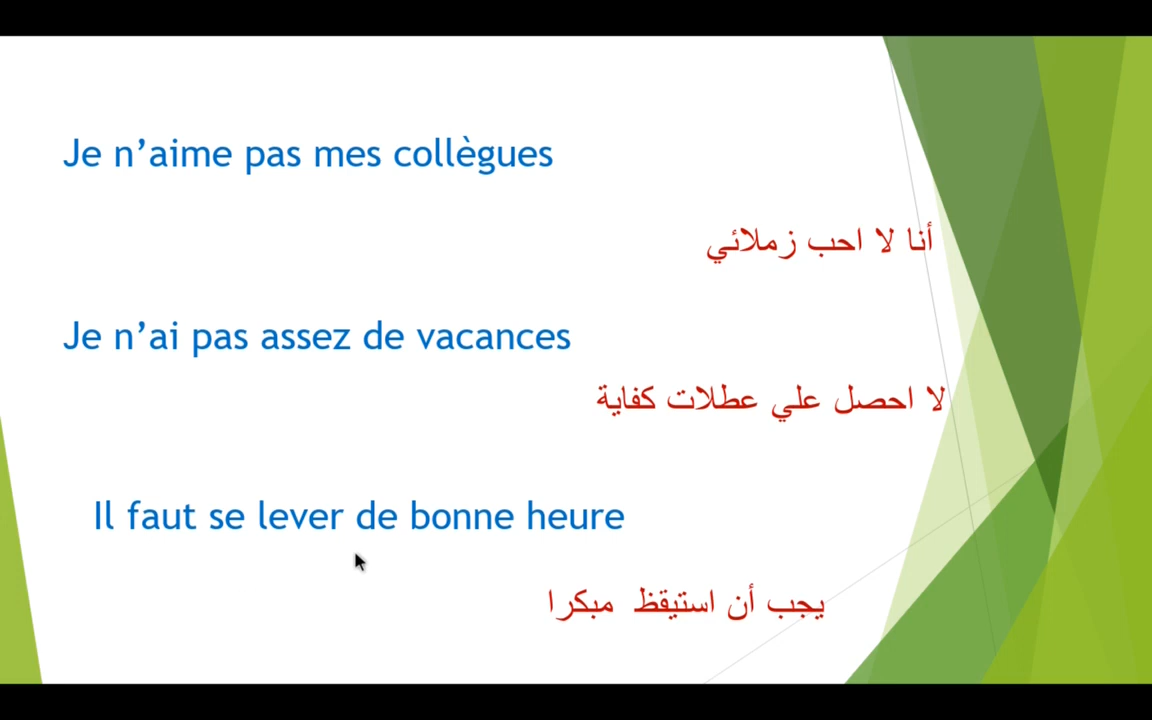 Je n’aime pas mes collègues
أنا لا احب زملائي
Je n’ai pas assez de vacances
لا احصل علي عطلات كفاية
Il faut se lever de bonne heure
يجب أن استيقظ مبكرا